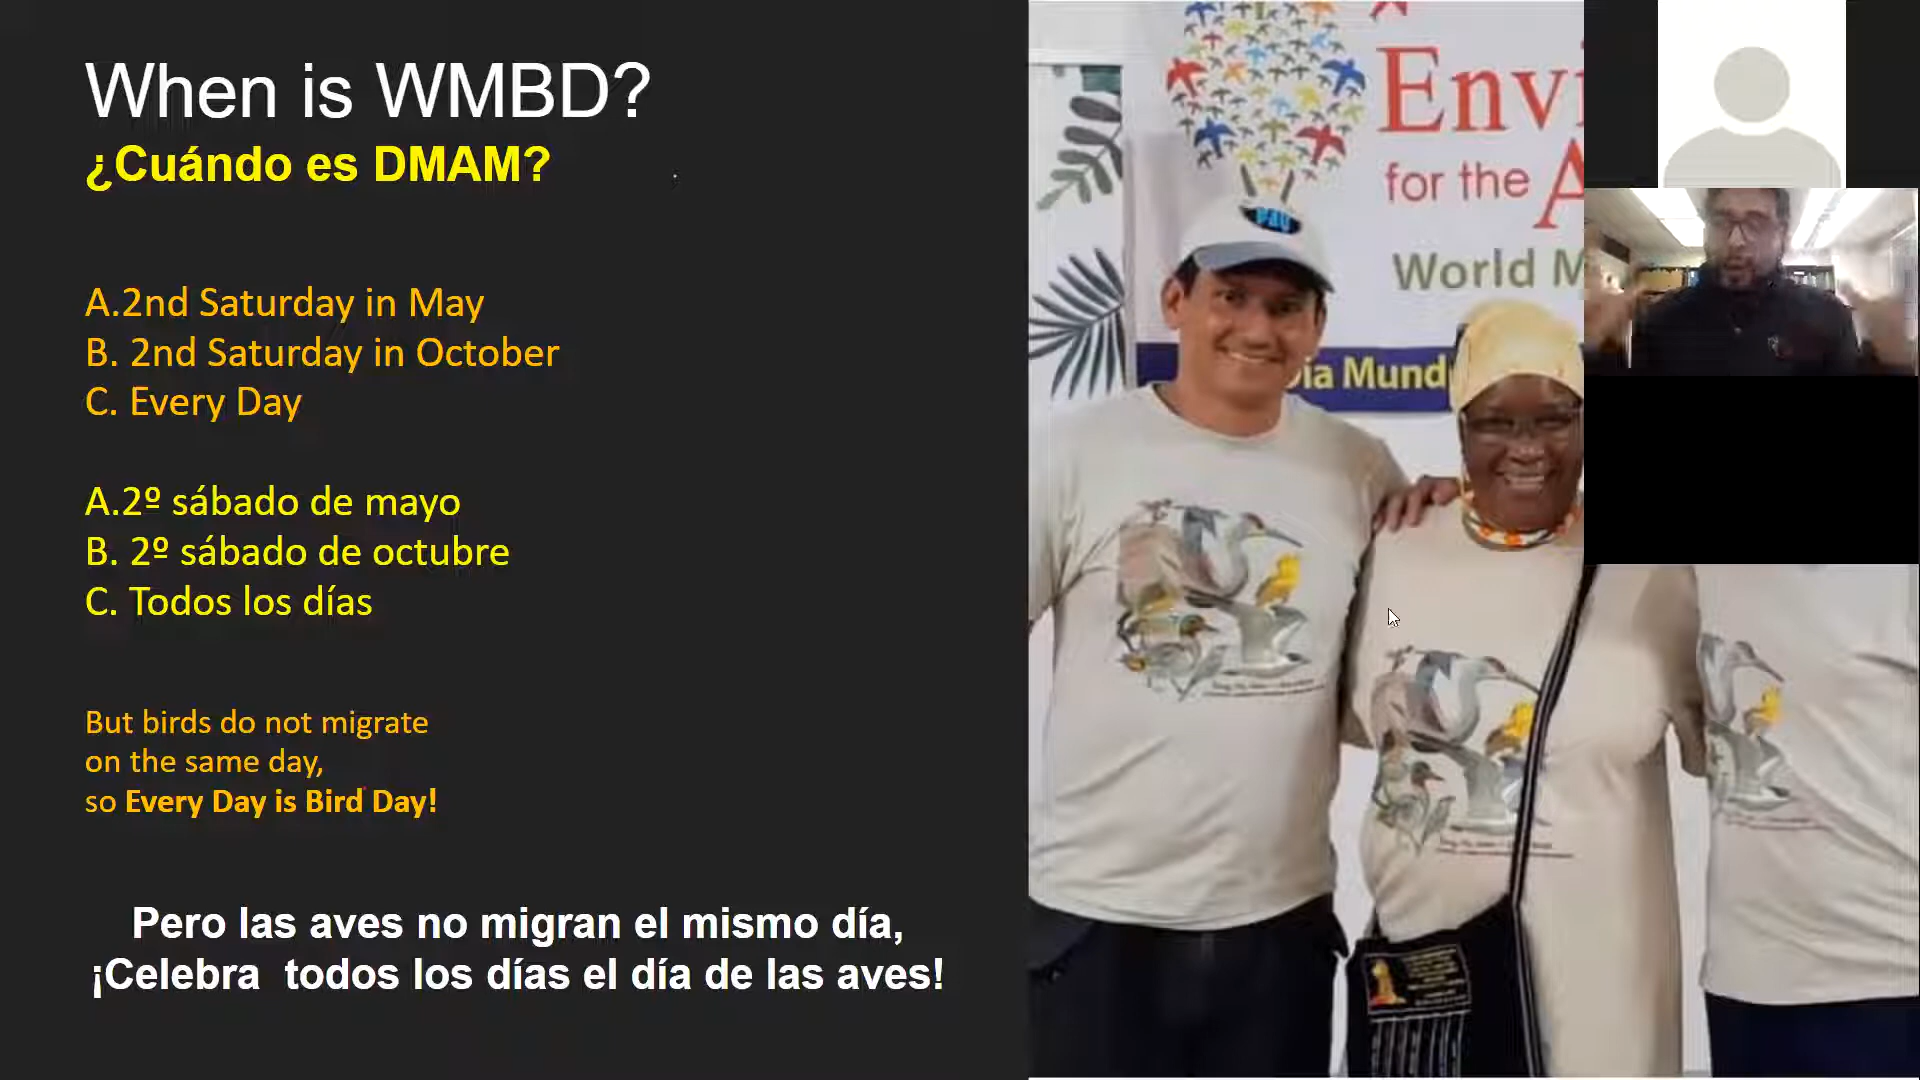 When is WMBD?
¿Cuándo es DMAM?
A.2nd Saturday in May
B. 2nd Saturday in October
C. Every Day
A.2º sábado de mayo
B. 2º sábado de octubre
C. Todos los días
But birds do not migrate
on the same day,
so Every Day is Bird Day!
Pero las aves no migran el mismo día,
¡Celebra  todos los días el día de las aves!
Envi
for the A
World M
Día Mund